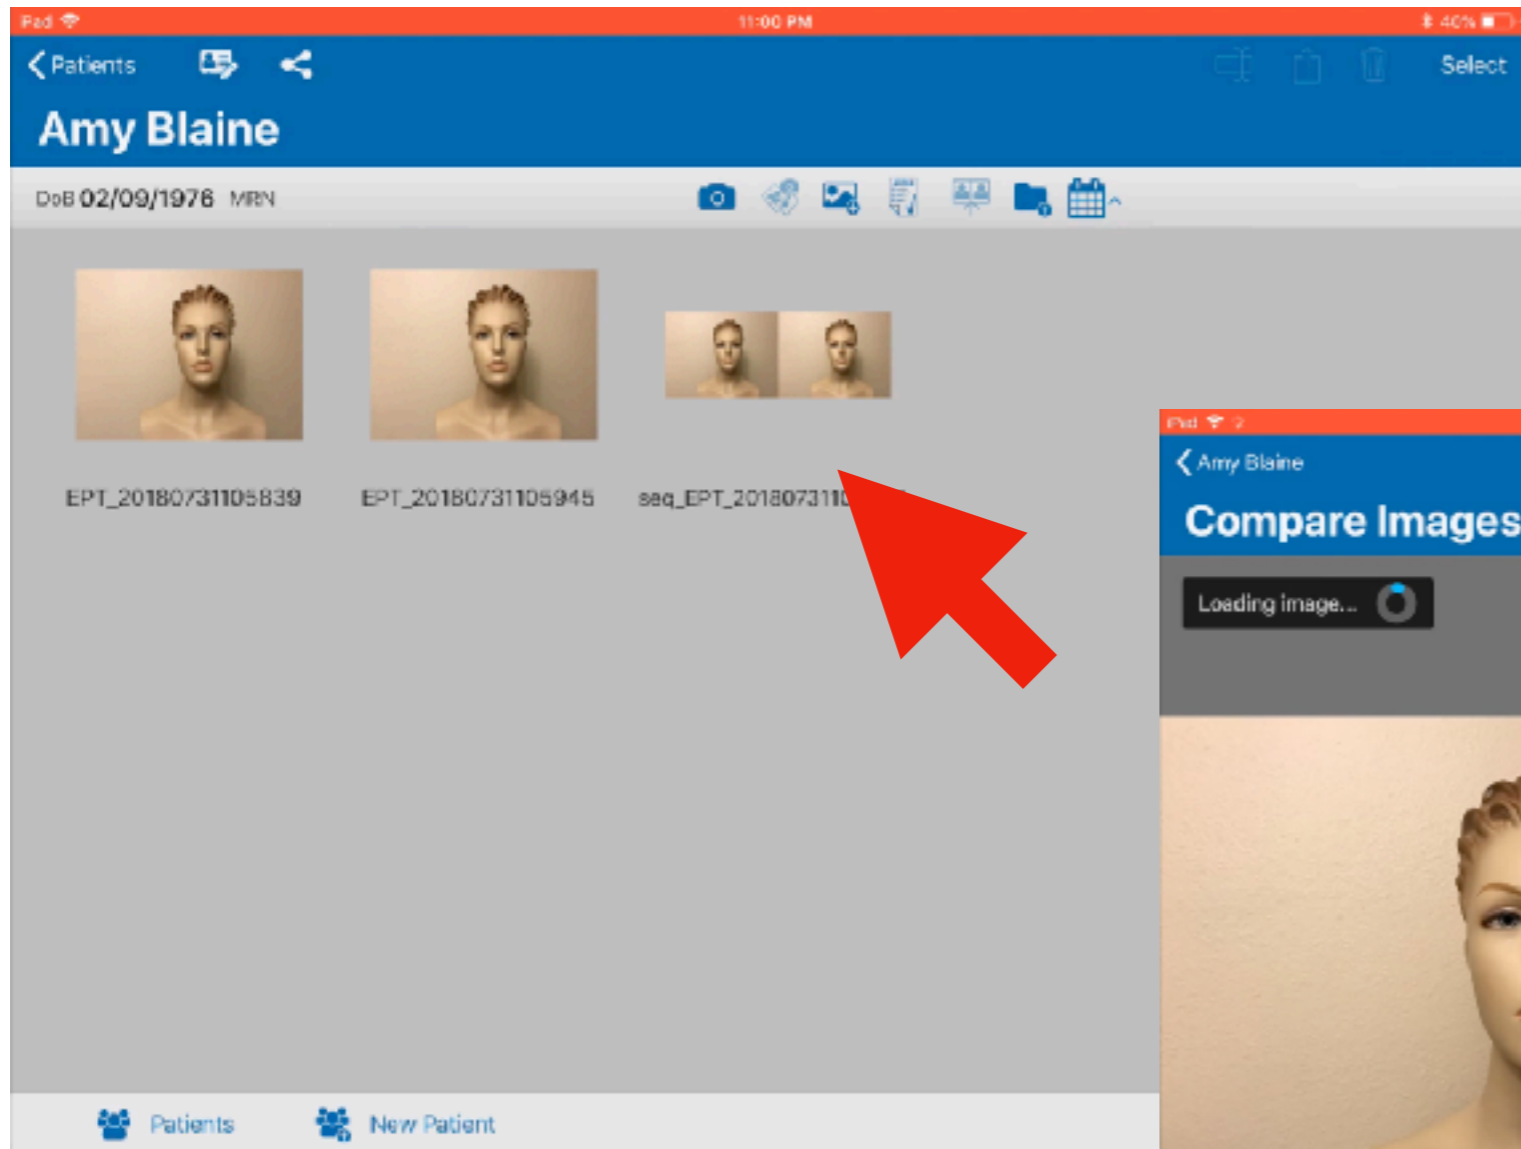 iPad 11:00 PM 40%
Patients Select
Amy Blaine
DoB 02/09/1976 MRN
EPT_20180731105839 EPT_20180731105945 seq_EPT_2018073110
iPad
Amy Blaine
Compare Images
Loading image...
Patients New Patient